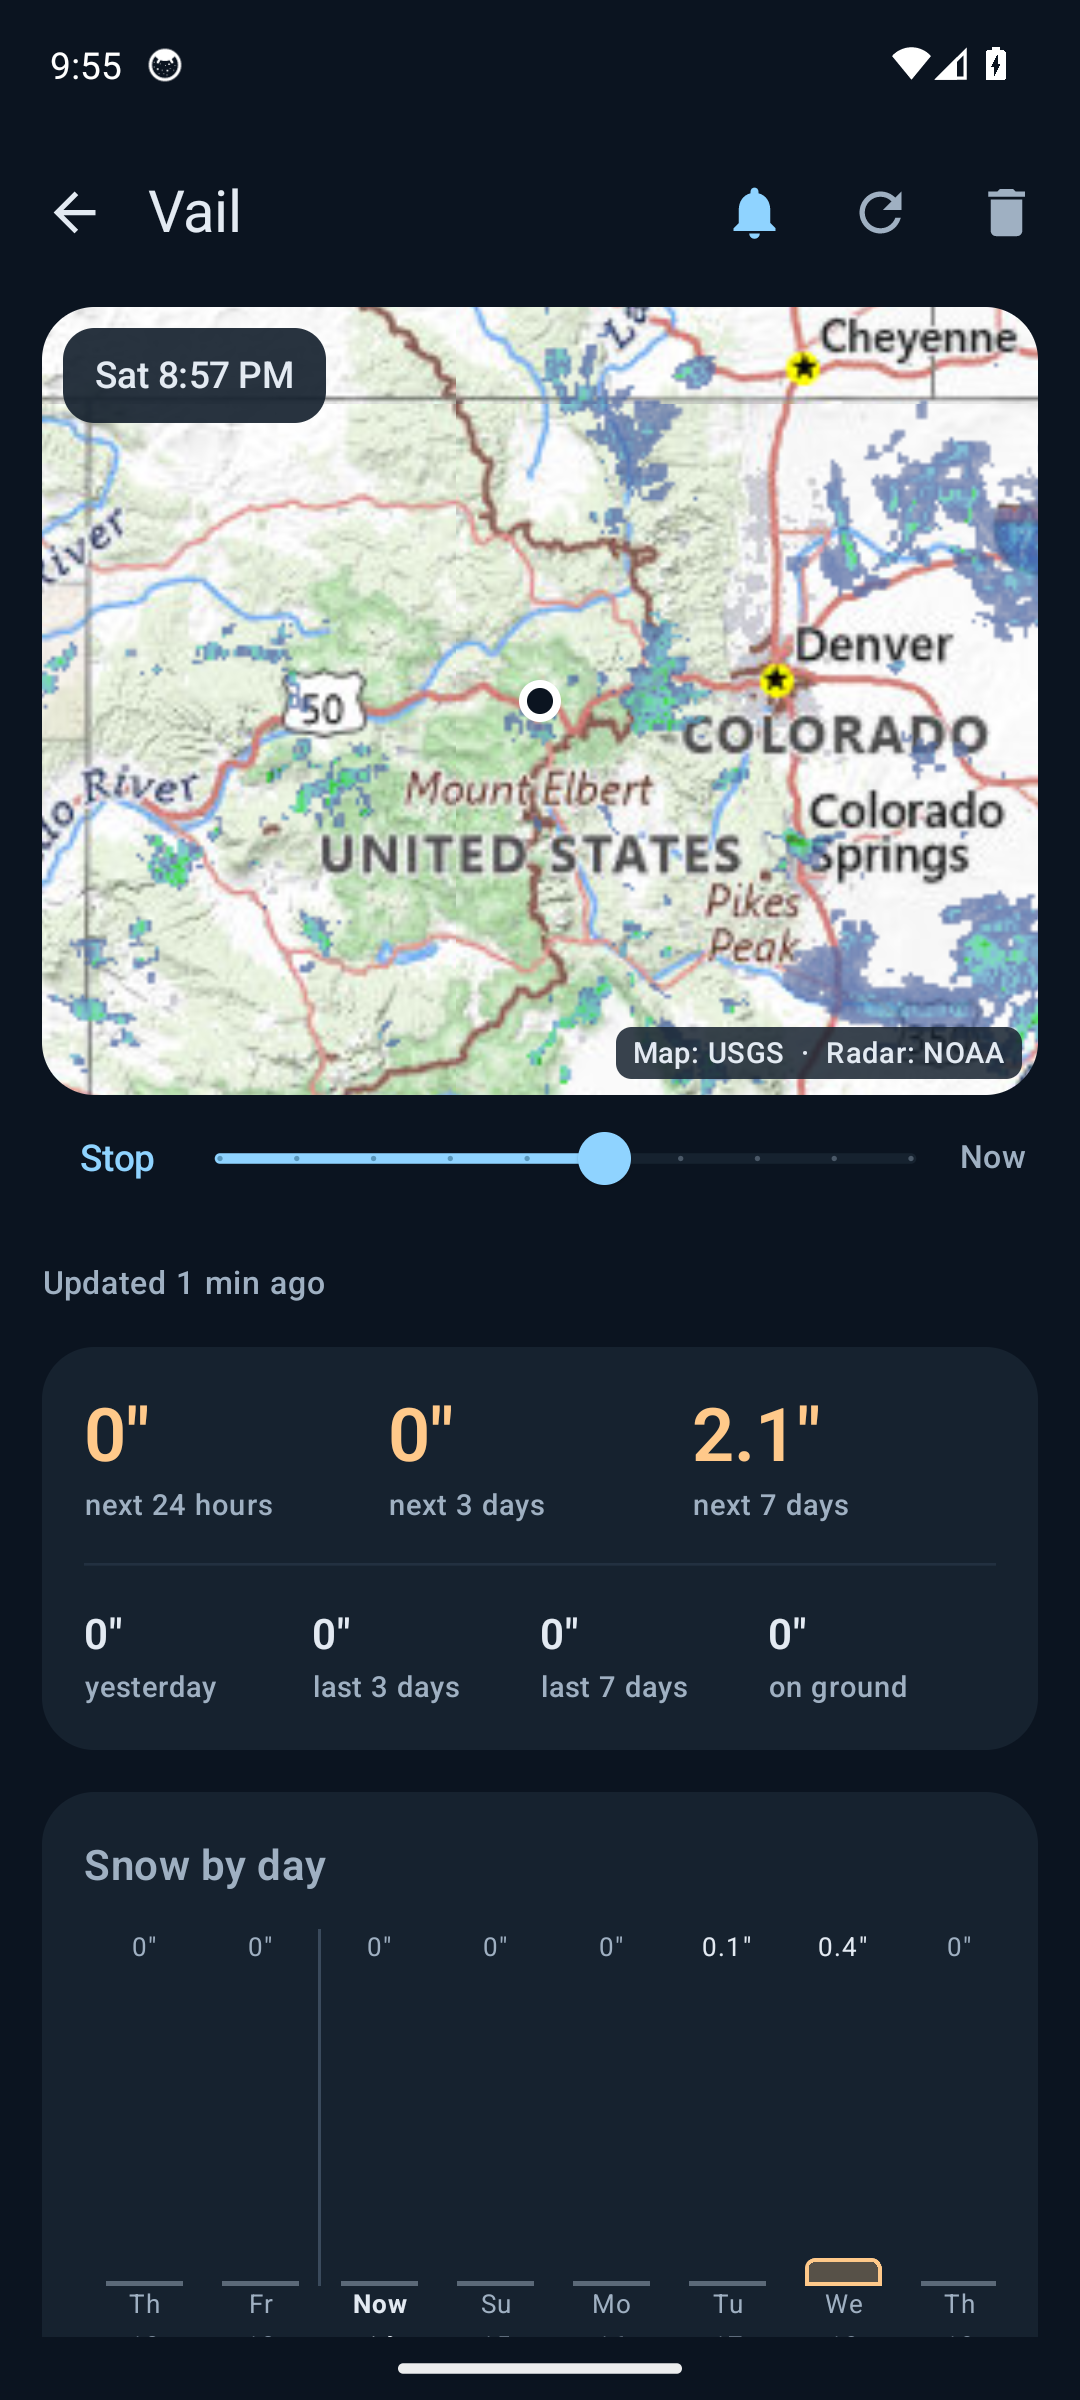 9:55
Vail
Sat 8:57 PM
Cheyenne
River
Denver
50
COLORADO
River
Mount Elbert
Colorado
Springs
UNITED STATES
Pikes
Peak
Map: USGS · Radar: NOAA
Stop
Now
Updated 1 min ago
0" 0" 2.1"
next 24 hours next 3 days next 7 days
0" 0" 0" 0"
yesterday last 3 days last 7 days on ground
Snow by day
0" 0" 0" 0" 0" 0.1" 0.4" 0"
Th Fr Now Su Mo Tu We Th